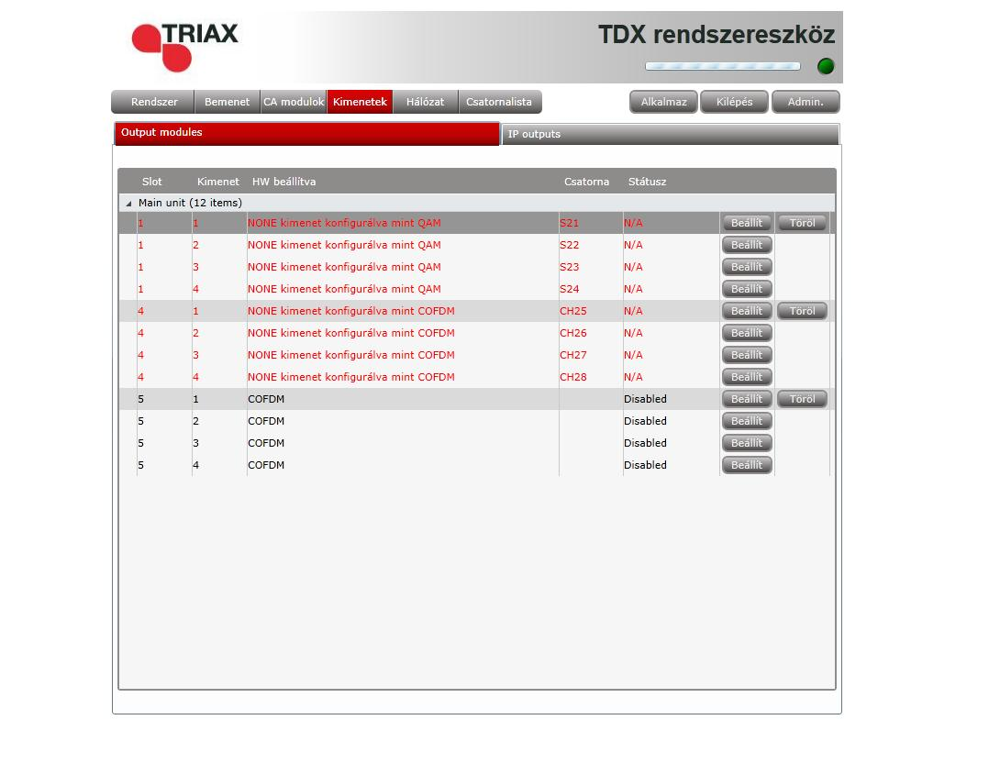 TRIAX
TDX rendszereszköz
Rendszer Bemenet CA modulok Kimenetek Hálózat Csatornalista Alkalmaz Kilépés Admin.
Output modules IP outputs
Slot Kimenet HW beállítva Csatorna Státusz
Main unit (12 items)
1 1 NONE kimenet konfigurálva mint QAM S21 N/A Beállít Töröl
1 2 NONE kimenet konfigurálva mint QAM S22 N/A Beállít
1 3 NONE kimenet konfigurálva mint QAM S23 N/A Beállít
1 4 NONE kimenet konfigurálva mint QAM S24 N/A Beállít
4 1 NONE kimenet konfigurálva mint COFDM CH25 N/A Beállít Töröl
4 2 NONE kimenet konfigurálva mint COFDM CH26 N/A Beállít
4 3 NONE kimenet konfigurálva mint COFDM CH27 N/A Beállít
4 4 NONE kimenet konfigurálva mint COFDM CH28 N/A Beállít
5 1 COFDM Disabled Beállít Töröl
5 2 COFDM Disabled Beállít
5 3 COFDM Disabled Beállít
5 4 COFDM Disabled Beállít